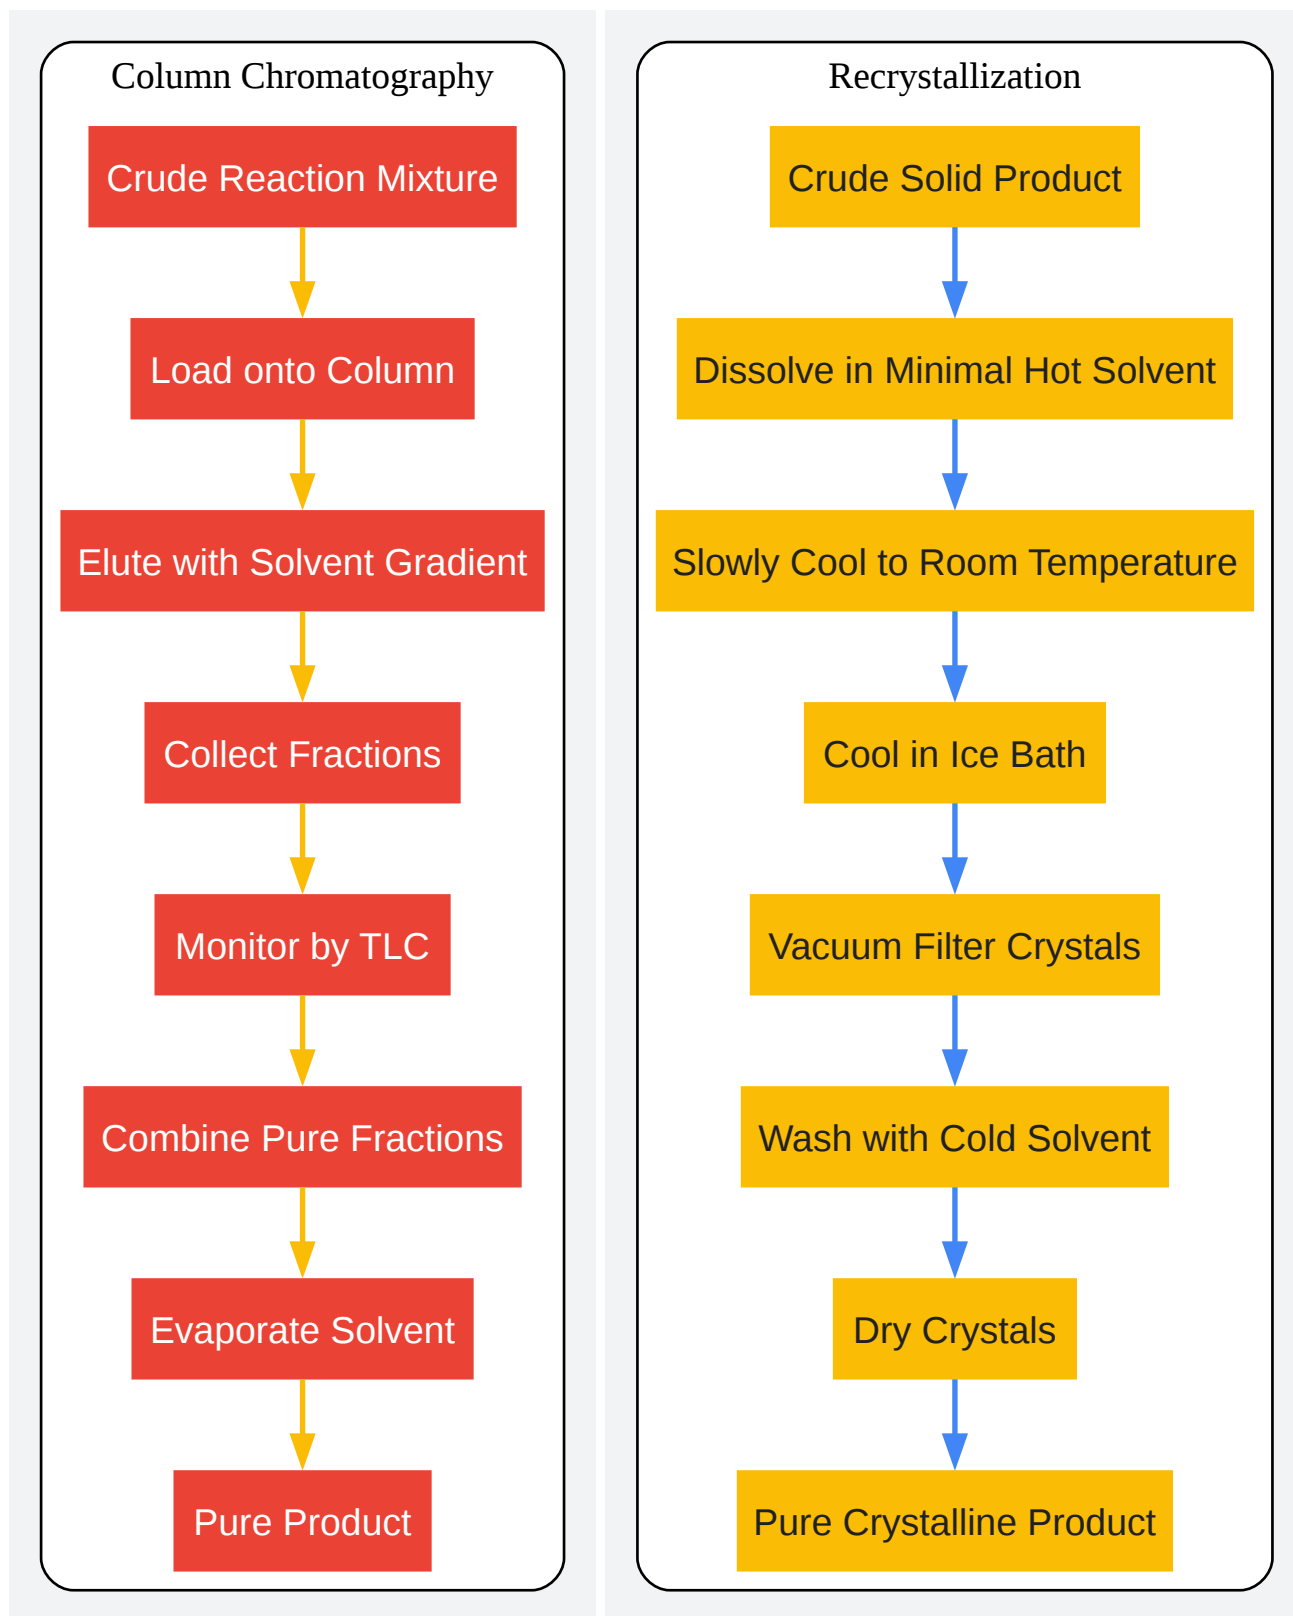 Column Chromatography
Crude Reaction Mixture
Load onto Column
Elute with Solvent Gradient
Collect Fractions
Monitor by TLC
Combine Pure Fractions
Evaporate Solvent
Pure Product
Recrystallization
Crude Solid Product
Dissolve in Minimal Hot Solvent
Slowly Cool to Room Temperature
Cool in Ice Bath
Vacuum Filter Crystals
Wash with Cold Solvent
Dry Crystals
Pure Crystalline Product